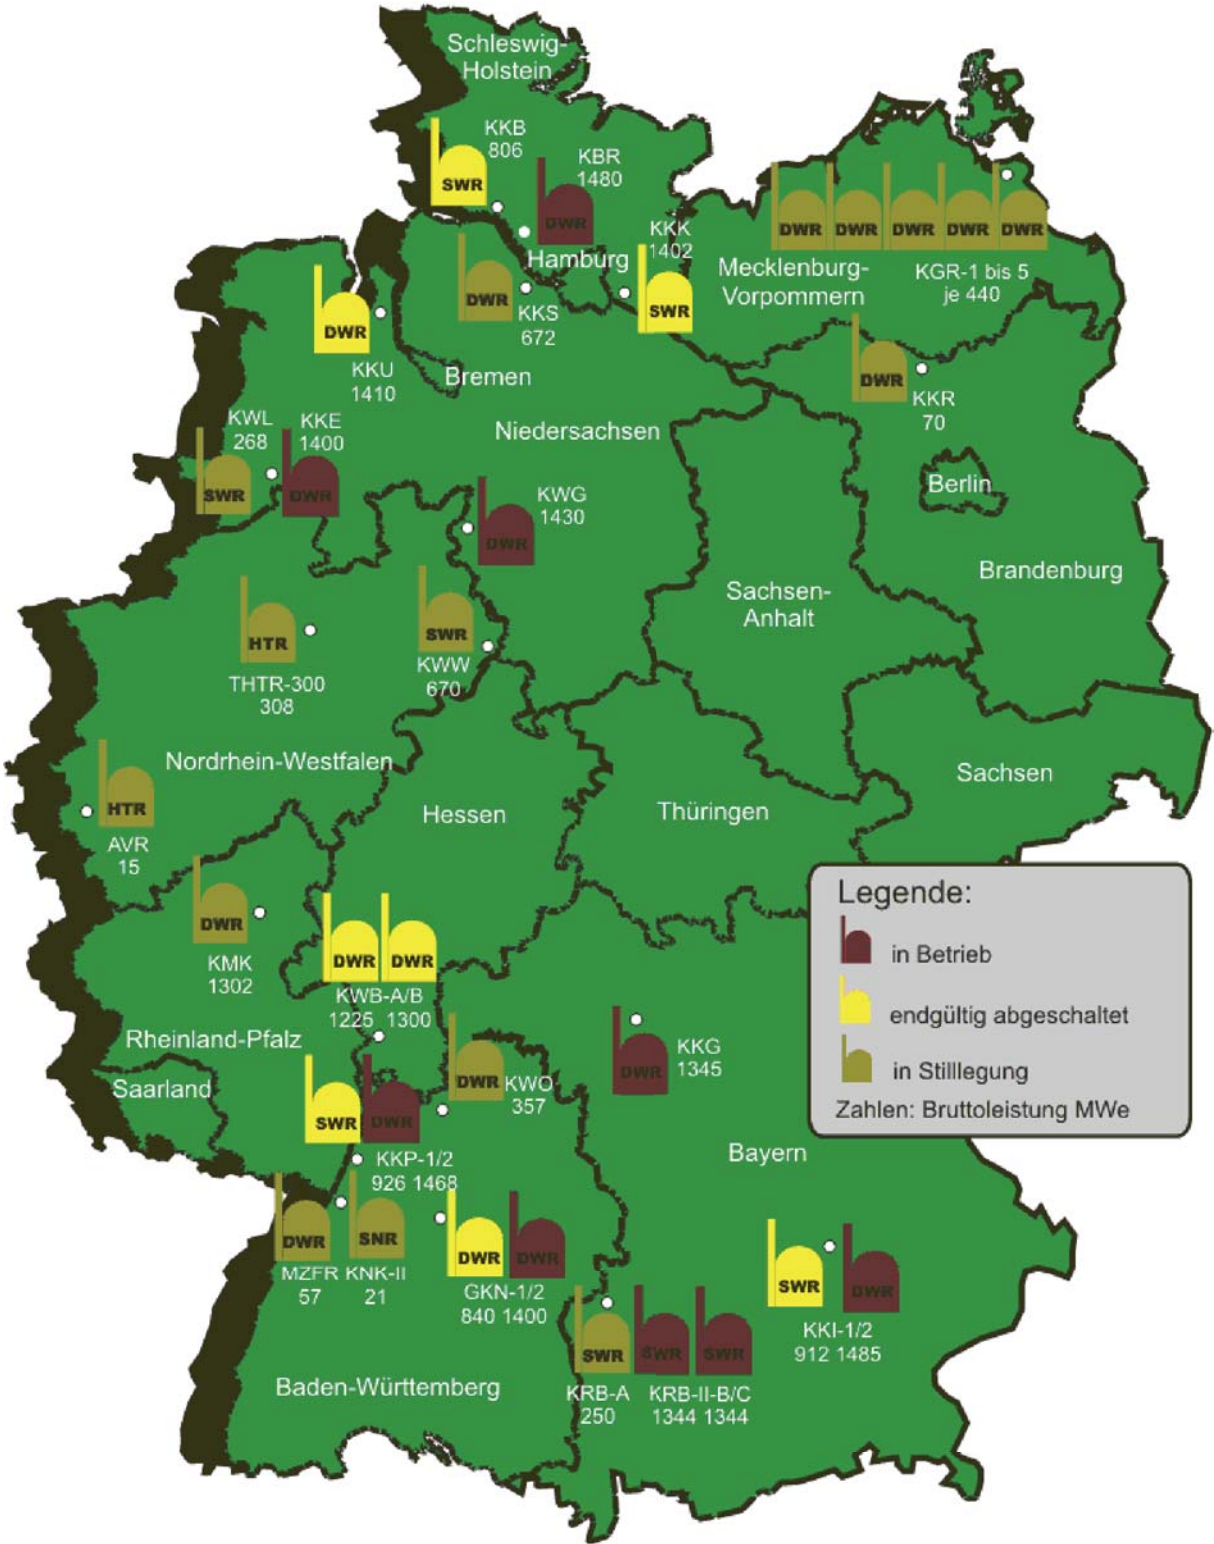 Schleswig-
Holstein
KKB
806
SWR
KBR
1480
DWR
KKK
1402
SWR
Hamburg
DWR
KKS
672
DWR DWR DWR DWR DWR
KGR-1 bis 5
je 440
Mecklenburg-
Vorpommern
DWR
KKU
1410
Bremen
DWR
KKR
70
KWL
268
SWR
KKE
1400
DWR
Niedersachsen
Berlin
KWG
1430
DWR
Brandenburg
Sachsen-
Anhalt
HTR
THTR-300
308
SWR
KWW
670
Nordrhein-Westfalen
Sachsen
HTR
AVR
15
Hessen
Thüringen
DWR
KMK
1302
DWR DWR
KWB-A/B
1225 1300
Legende:
in Betrieb
endgültig abgeschaltet
in Stilllegung
Zahlen: Bruttoleistung MWe
Rheinland-Pfalz
Saarland
DWR
KWO
357
DWR
KKG
1345
SWR DWR
KKP-1/2
926 1468
Bayern
DWR SNR
MZFR KNK-II
57 21
DWR DWR
GKN-1/2
840 1400
SWR DWR
KKI-1/2
912 1485
SWR SWR SWR
KRB-A KRB-II-B/C
250 1344 1344
Baden-Württemberg